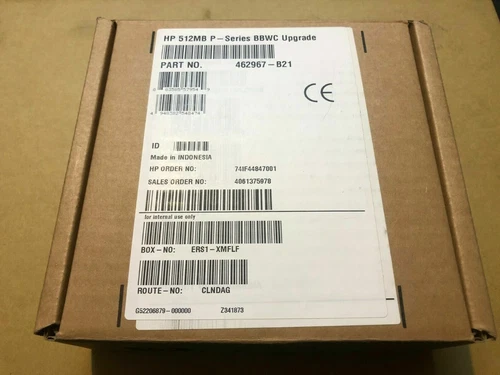 HP 512MB P-Series BBWC Upgrade
PART NO. 462967-B21
CE
ID
Made in INDONESIA
HP ORDER NO: 74IF44847001
SALES ORDER NO: 4061375078
for internal use only
BOX-NO: ERS1-XMFLF
ROUTE-NO: CLNDAG
G52206879-000000 Z341873